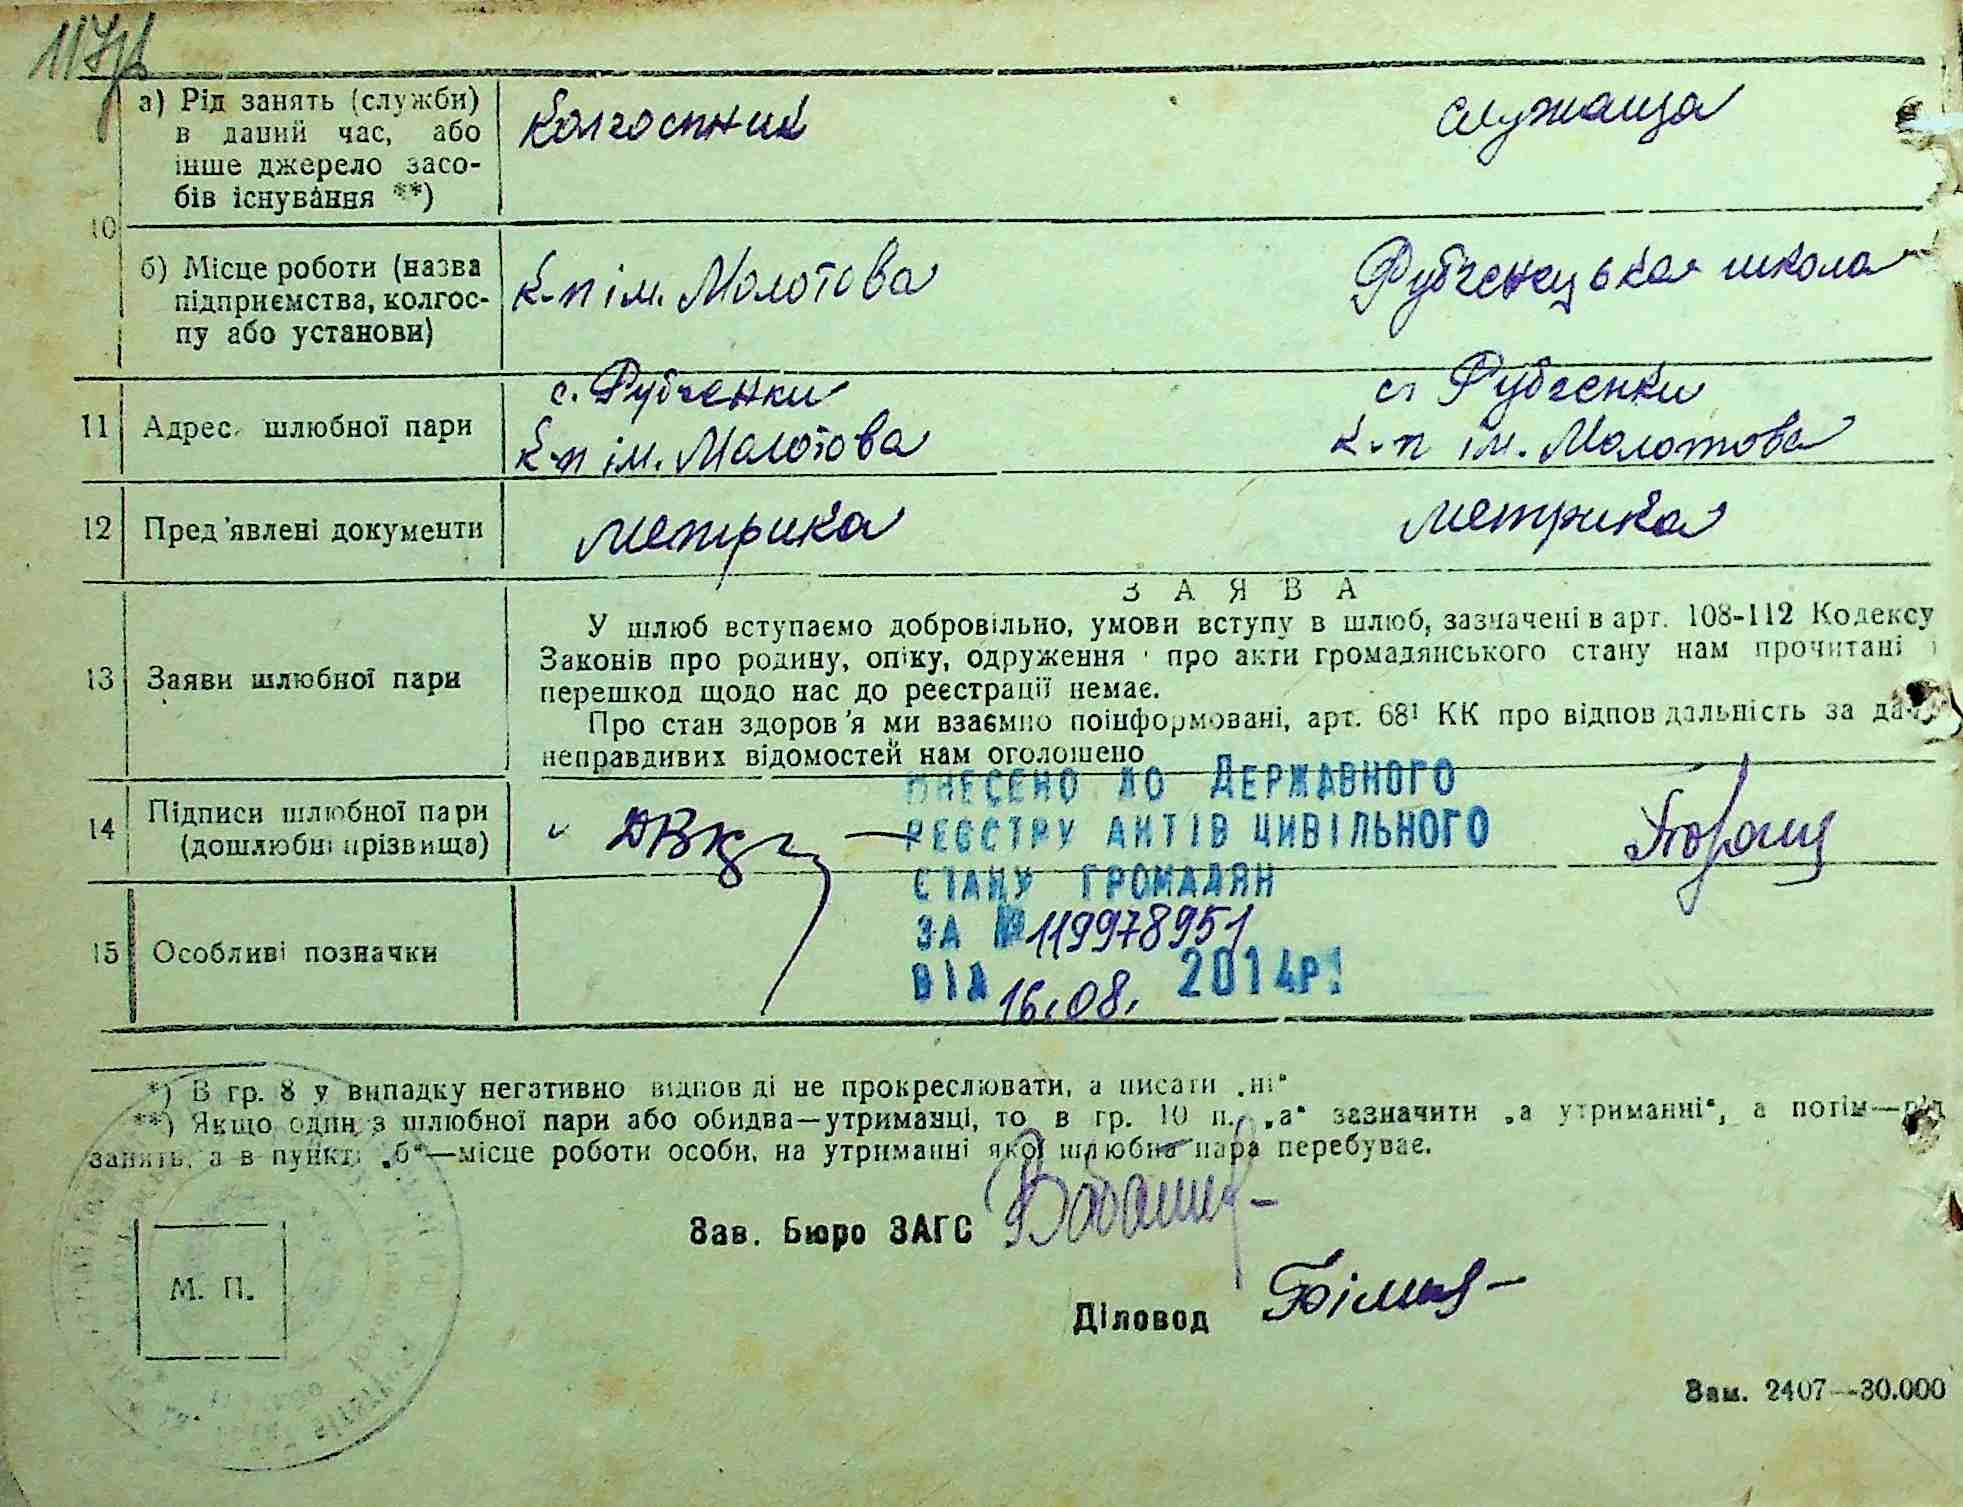 а) Рід занять (служби)
в даний час, або
інше джерело засо-
бів існування **)
колгоспник
служаща
10
б) Місце роботи (назва
підприємства, колгос-
пу або установи)
к-п ім. Молотова
Рубченецька школа
11
Адрес шлюбної пари
с. Рубченки
к-п ім. Молотова
с. Рубченки
к-п ім. Молотова
12
Пред'явлені документи
метрика
метрика
13
Заяви шлюбної пари
ЗАЯВА
У шлюб вступаємо добровільно, умови вступу в шлюб, зазначені в арт. 108-112 Кодексу
Законів про родину, опіку, одруження і про акти громадянського стану нам прочитані і
перешкод щодо нас до реєстрації немає.
Про стан здоров'я ми взаємно поінформовані, арт. 68¹ КК про відповідальність за дачу
неправдивих відомостей нам оголошено
14
Підписи шлюбної пари
(дошлюбні прізвища)
ВНЕСЕНО ДО ДЕРЖАВНОГО
РЕЄСТРУ АКТІВ ЦИВІЛЬНОГО
СТАНУ ГРОМАДЯН
ЗА №119978951
ВІД 16.08. 2014р.
15
Особливі позначки
*) В гр. 8 у випадку негативної відповіді не прокреслювати, а писати „ні“
**) Якщо один з шлюбної пари або обидва—утриманці, то в гр. 10 п. „а“ зазначити „а утриманні“, а потім—рід
занять, а в пункті „б“—місце роботи особи, на утриманні якої шлюбна пара перебуває.
Зав. Бюро ЗАГС
М. П.
Діловод
Зам. 2407—30.000